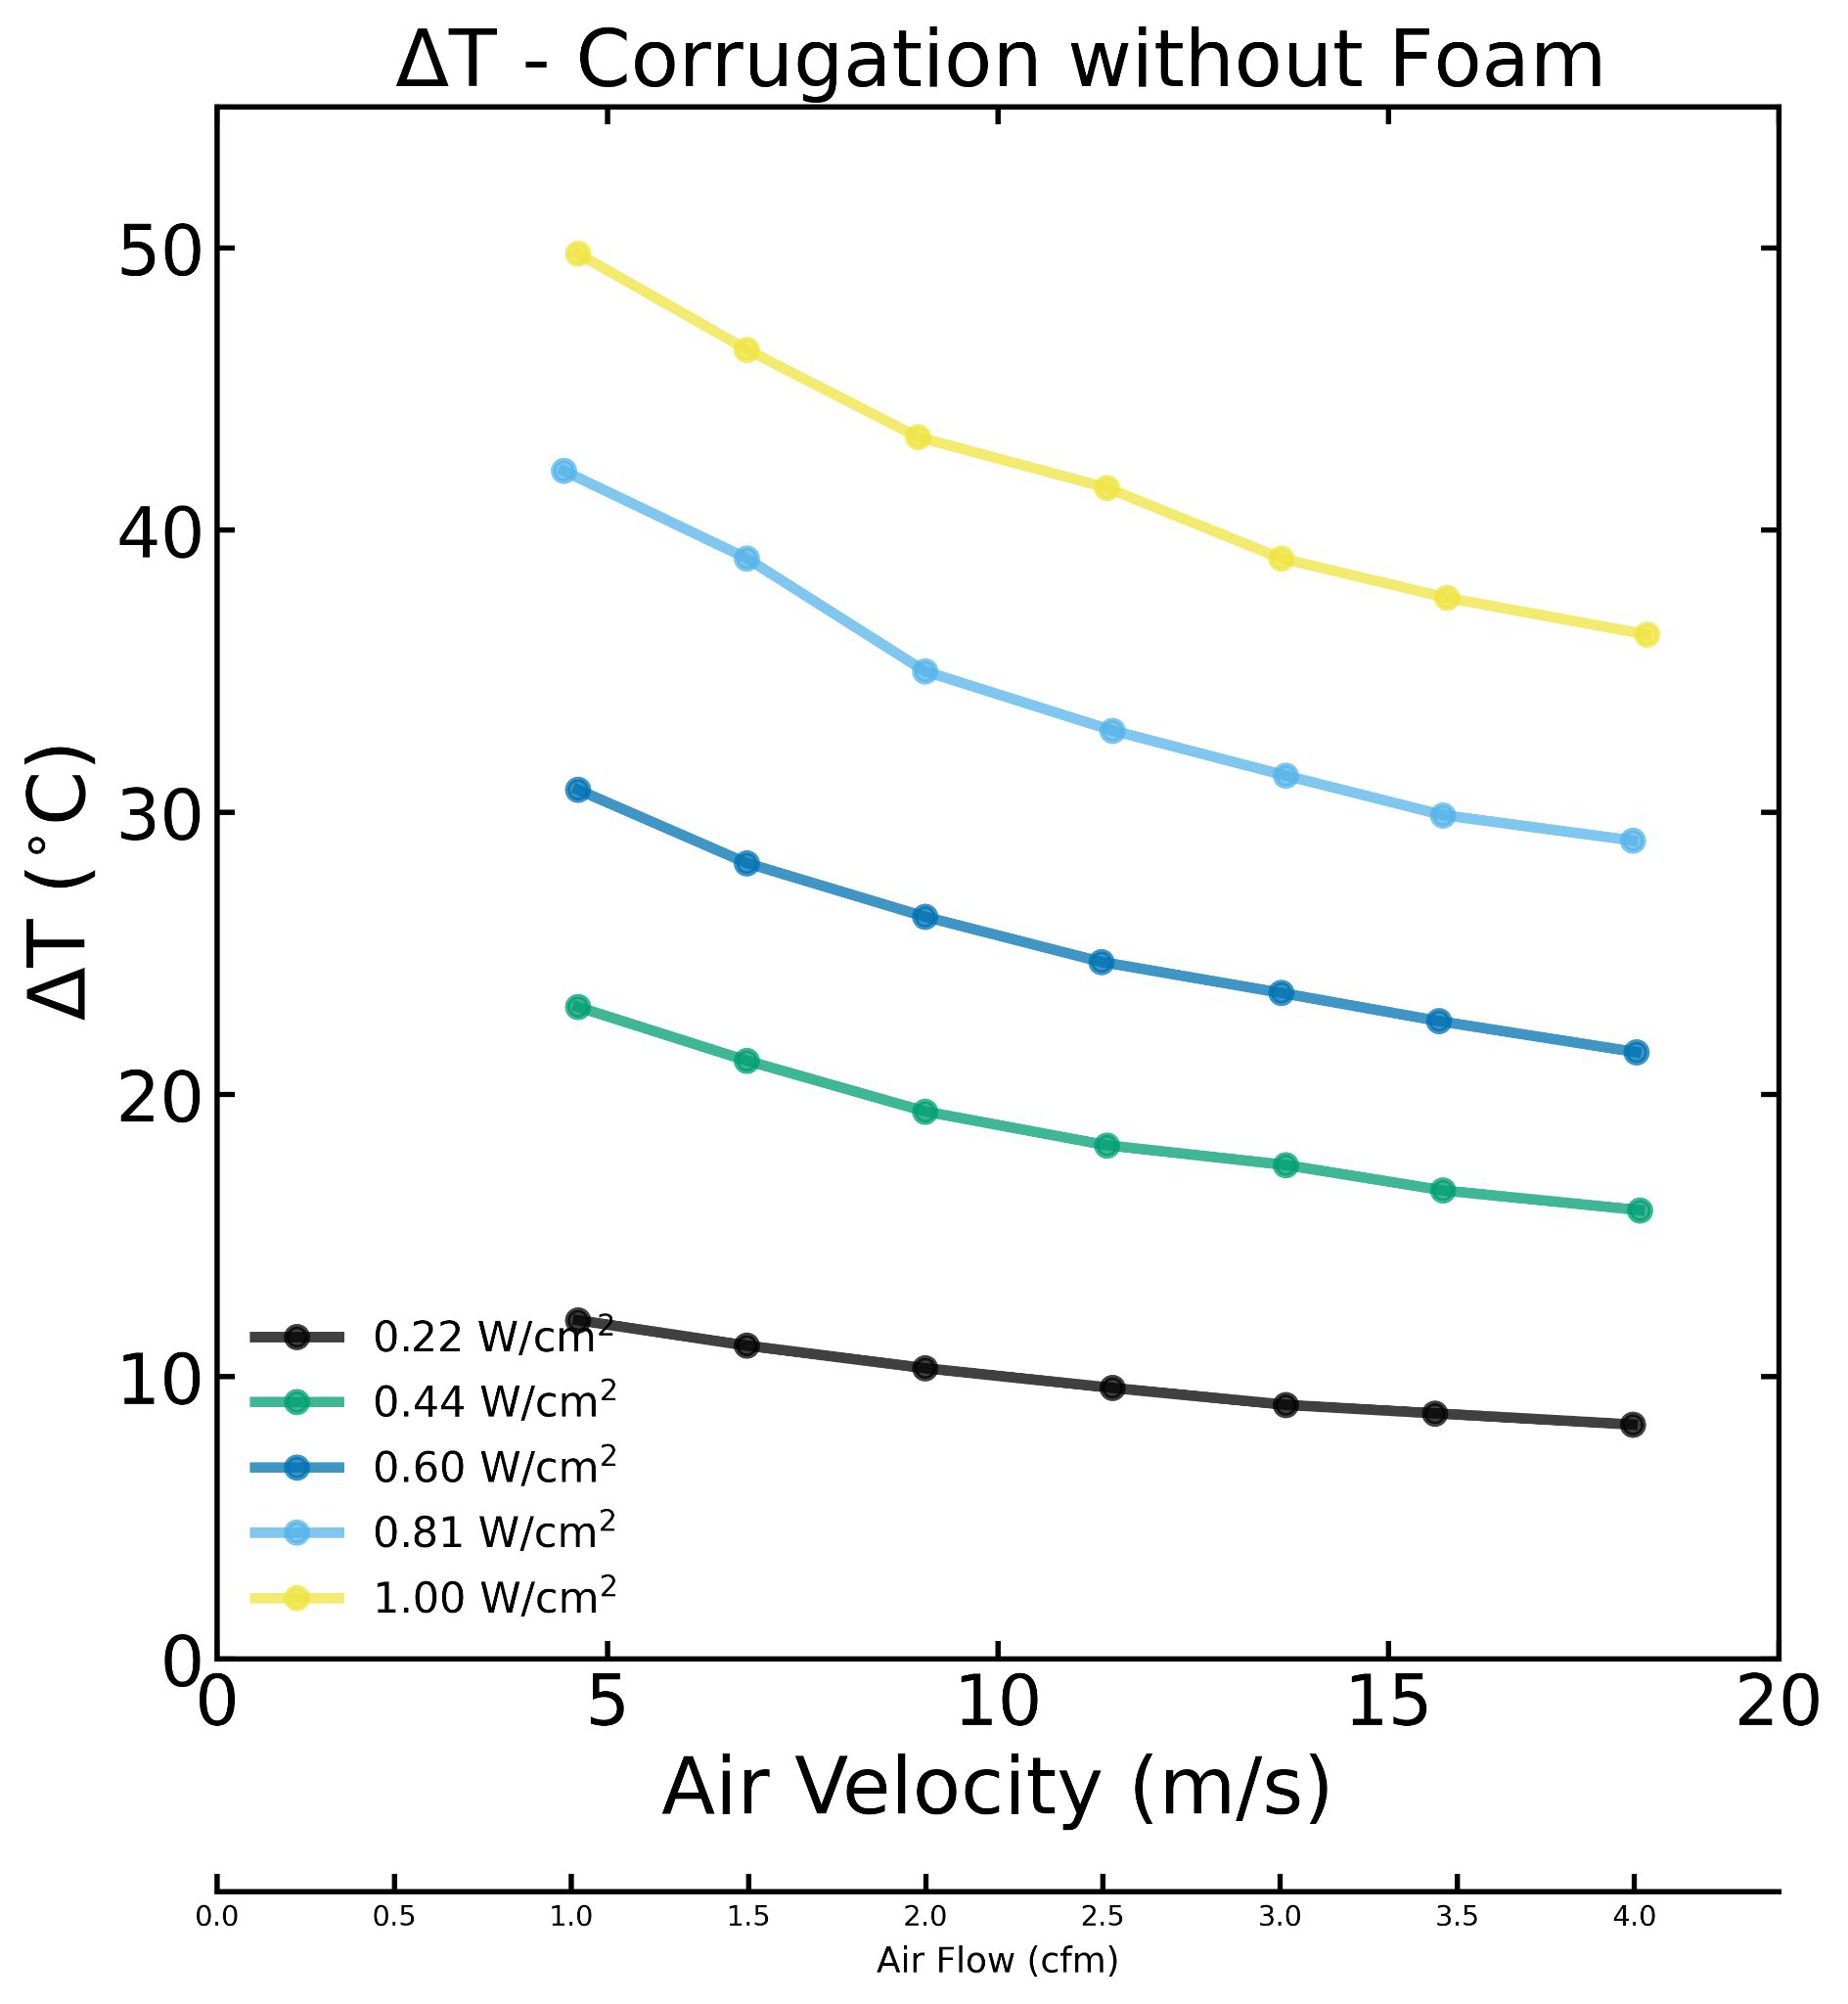 ΔT - Corrugation without Foam
50
40
30
20
10
0
ΔT (°C)
0.22 W/cm²
0.44 W/cm²
0.60 W/cm²
0.81 W/cm²
1.00 W/cm²
0 5 10 15 20
Air Velocity (m/s)
0.0 0.5 1.0 1.5 2.0 2.5 3.0 3.5 4.0
Air Flow (cfm)